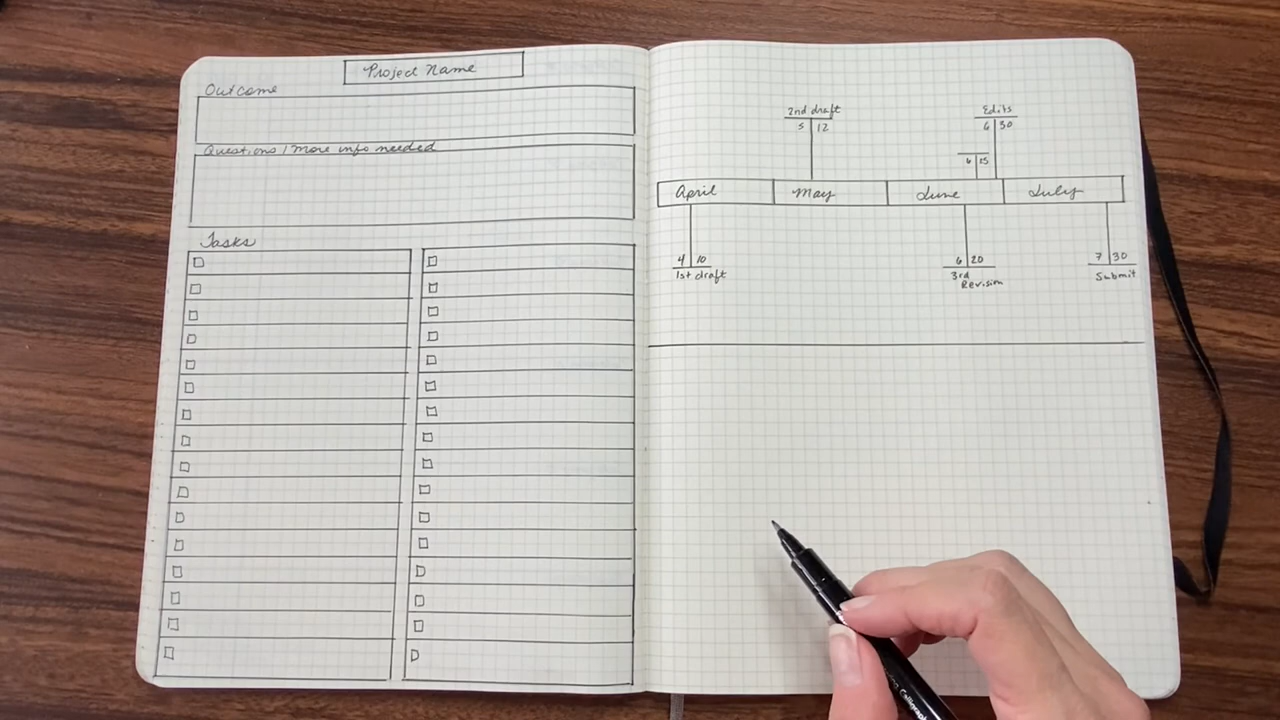 Project Name
Outcome
Questions / More info needed
Tasks
2nd draft
5 12
Edits
6 30
6 15
April May June July
4 10
1st draft
6 20
3rd
Revision
7 30
Submit